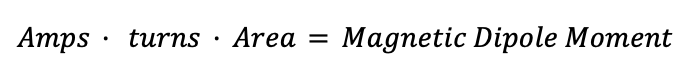 Amps · turns · Area = Magnetic Dipole Moment